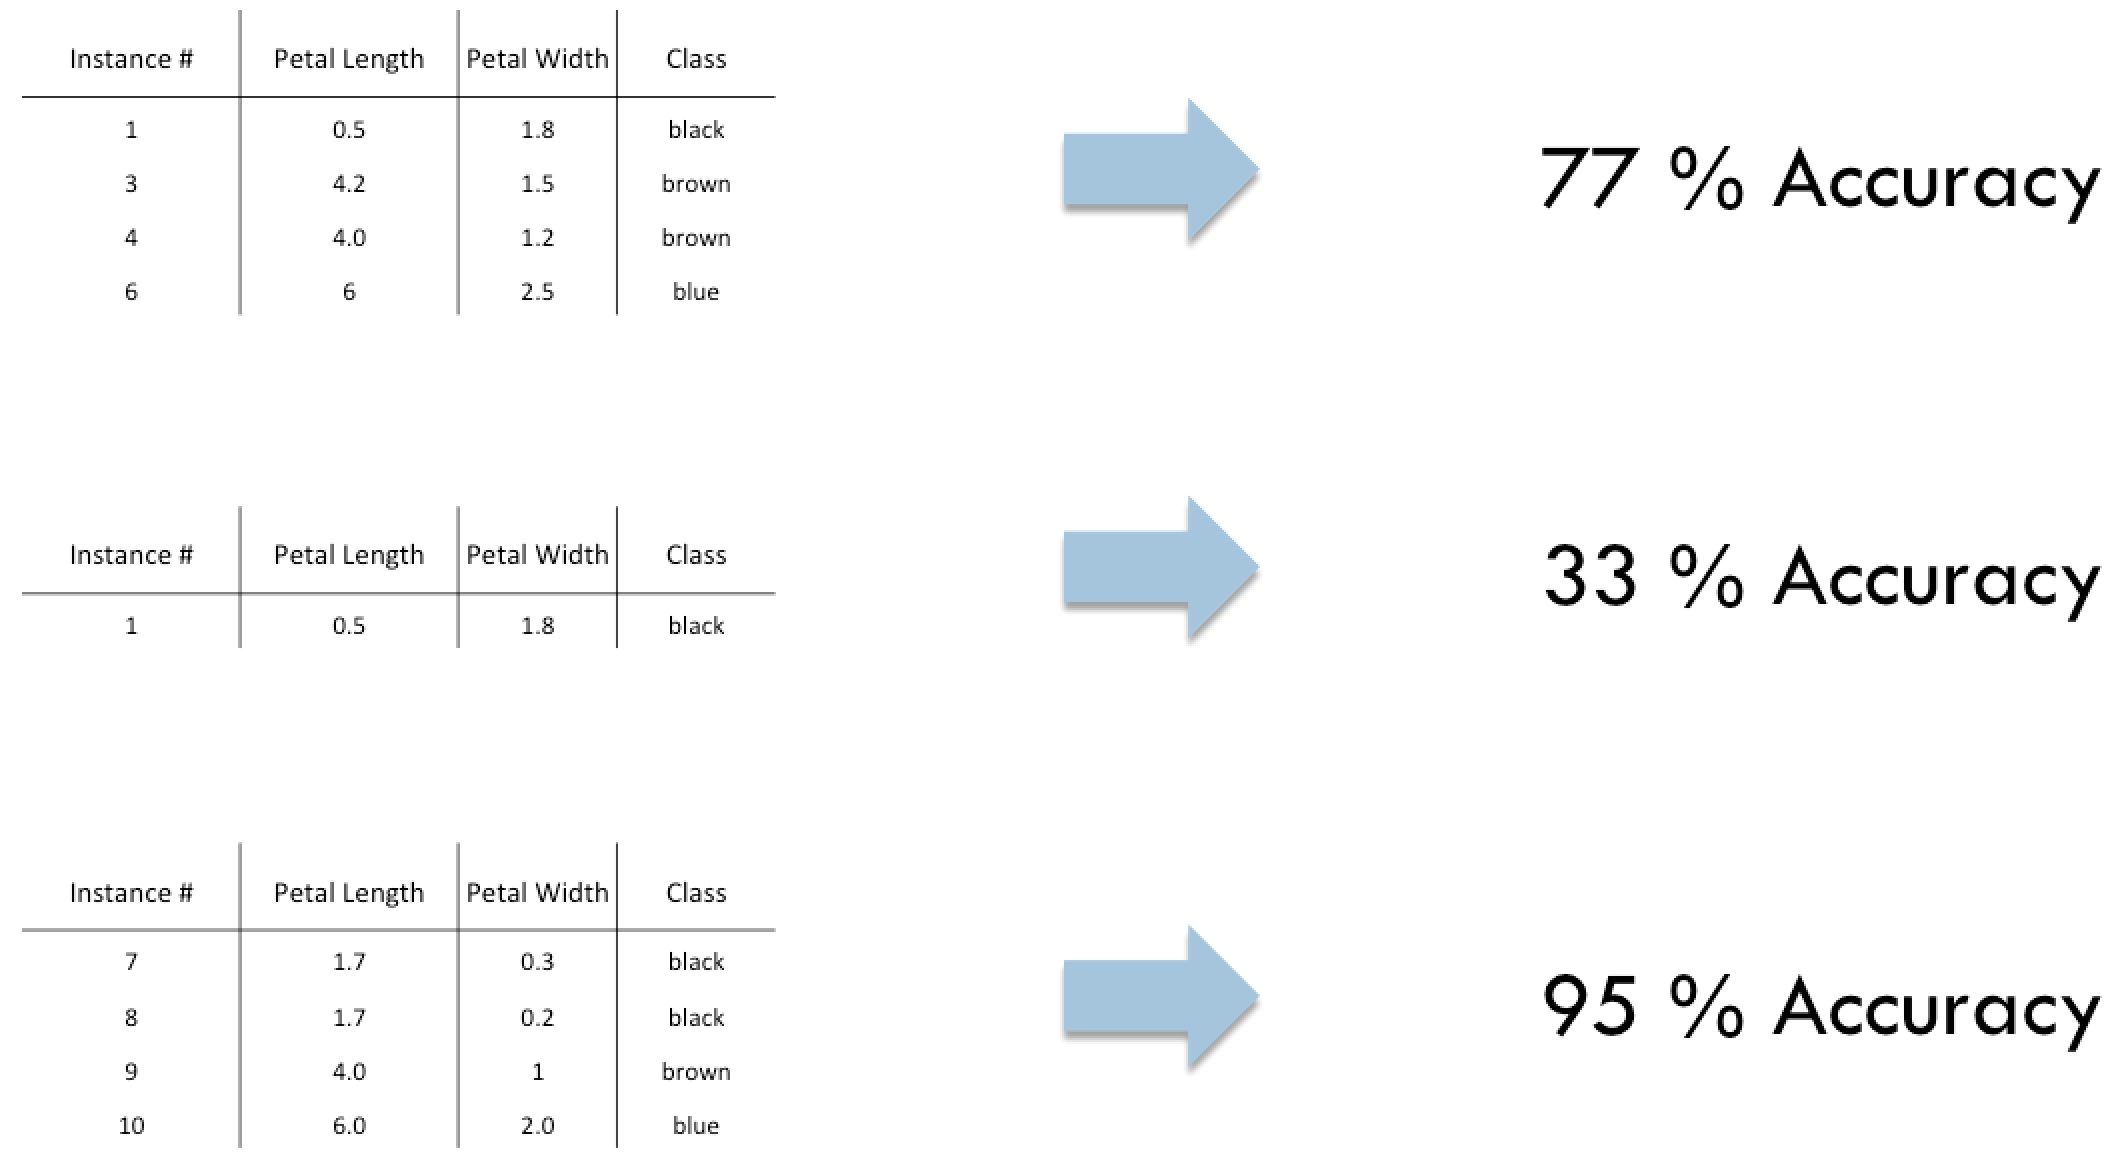 Instance # Petal Length Petal Width Class
1 0.5 1.8 black
3 4.2 1.5 brown
4 4.0 1.2 brown
6 6 2.5 blue
77 % Accuracy
Instance # Petal Length Petal Width Class
1 0.5 1.8 black
33 % Accuracy
Instance # Petal Length Petal Width Class
7 1.7 0.3 black
8 1.7 0.2 black
9 4.0 1 brown
10 6.0 2.0 blue
95 % Accuracy